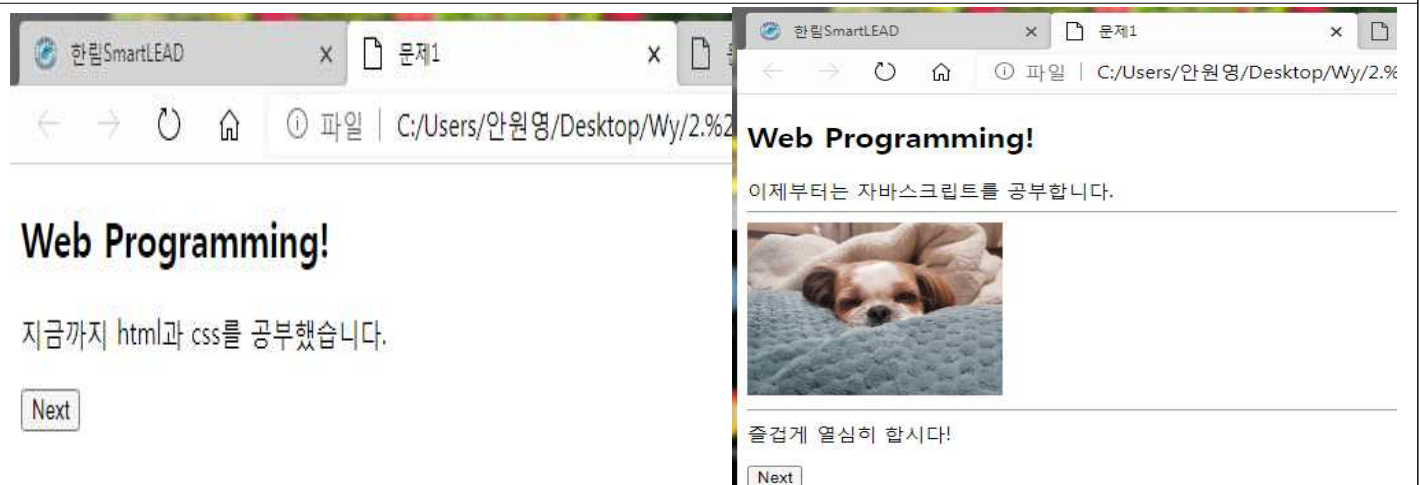 한림SmartLEAD
문제1
파일 | C:/Users/안원영/Desktop/Wy/2.%2
Web Programming!
지금까지 html과 css를 공부했습니다.
Next
한림SmartLEAD
문제1
파일 | C:/Users/안원영/Desktop/Wy/2.%
Web Programming!
이제부터는 자바스크립트를 공부합니다.
즐겁게 열심히 합시다!
Next